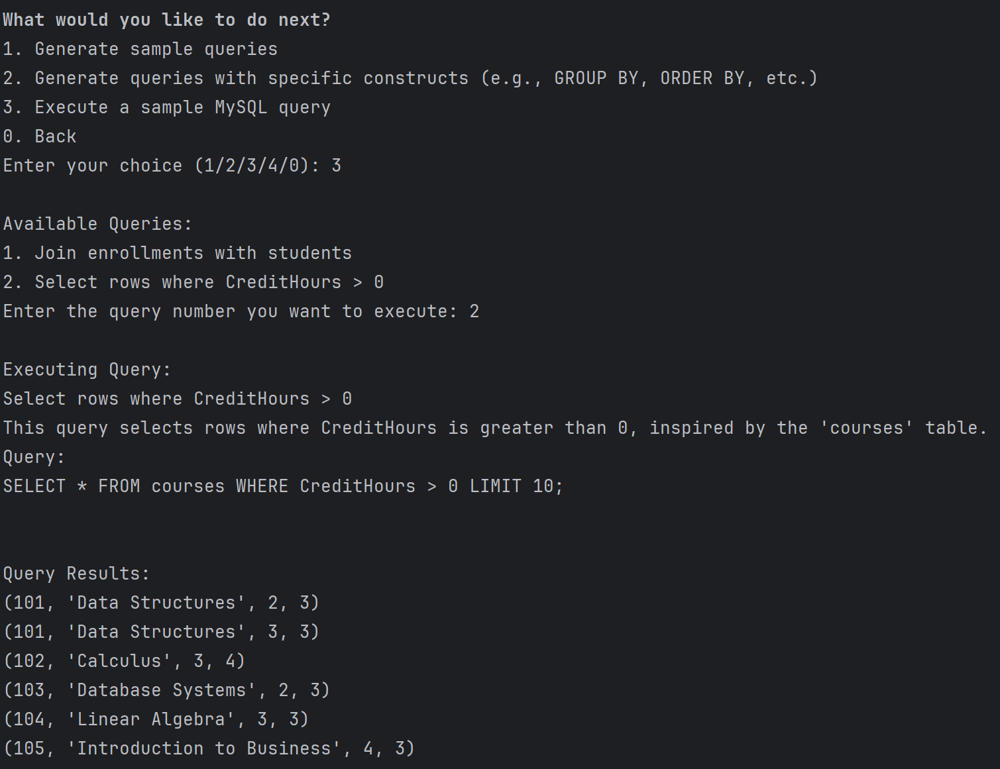 What would you like to do next?
1. Generate sample queries
2. Generate queries with specific constructs (e.g., GROUP BY, ORDER BY, etc.)
3. Execute a sample MySQL query
0. Back
Enter your choice (1/2/3/4/0): 3
Available Queries:
1. Join enrollments with students
2. Select rows where CreditHours > 0
Enter the query number you want to execute: 2
Executing Query:
Select rows where CreditHours > 0
This query selects rows where CreditHours is greater than 0, inspired by the 'courses' table.
Query:
SELECT * FROM courses WHERE CreditHours > 0 LIMIT 10;
Query Results:
(101, 'Data Structures', 2, 3)
(101, 'Data Structures', 3, 3)
(102, 'Calculus', 3, 4)
(103, 'Database Systems', 2, 3)
(104, 'Linear Algebra', 3, 3)
(105, 'Introduction to Business', 4, 3)